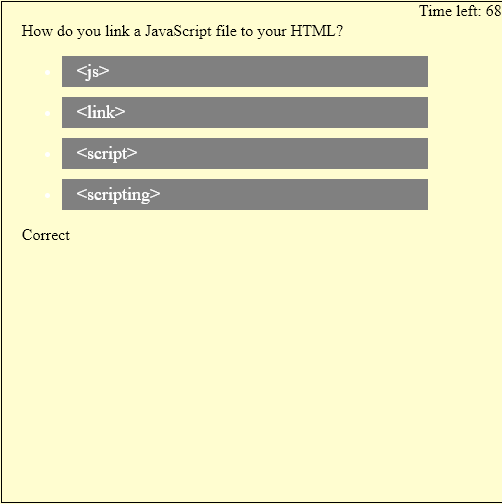 Time left: 68
How do you link a JavaScript file to your HTML?
<js>
<link>
<script>
<scripting>
Correct